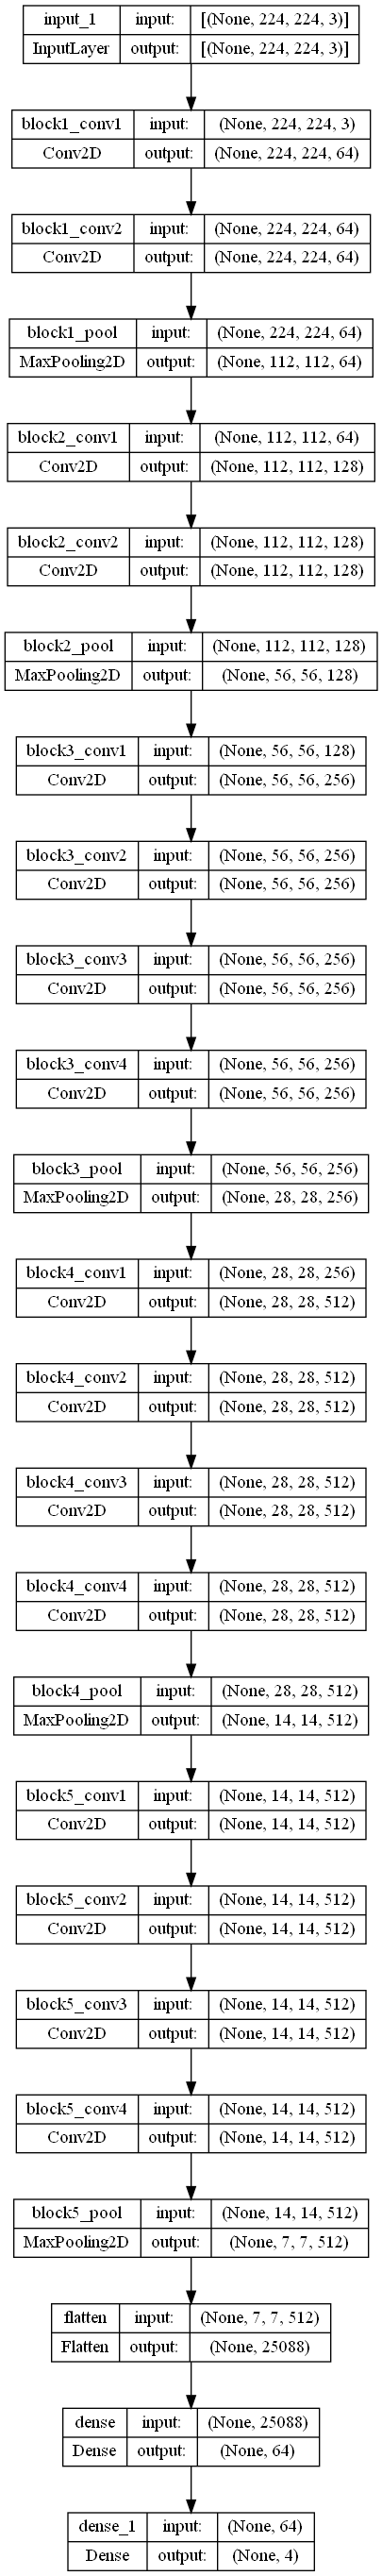 input_1 input: [(None, 224, 224, 3)]
InputLayer output: [(None, 224, 224, 3)]
block1_conv1 input: (None, 224, 224, 3)
Conv2D output: (None, 224, 224, 64)
block1_conv2 input: (None, 224, 224, 64)
Conv2D output: (None, 224, 224, 64)
block1_pool input: (None, 224, 224, 64)
MaxPooling2D output: (None, 112, 112, 64)
block2_conv1 input: (None, 112, 112, 64)
Conv2D output: (None, 112, 112, 128)
block2_conv2 input: (None, 112, 112, 128)
Conv2D output: (None, 112, 112, 128)
block2_pool input: (None, 112, 112, 128)
MaxPooling2D output: (None, 56, 56, 128)
block3_conv1 input: (None, 56, 56, 128)
Conv2D output: (None, 56, 56, 256)
block3_conv2 input: (None, 56, 56, 256)
Conv2D output: (None, 56, 56, 256)
block3_conv3 input: (None, 56, 56, 256)
Conv2D output: (None, 56, 56, 256)
block3_conv4 input: (None, 56, 56, 256)
Conv2D output: (None, 56, 56, 256)
block3_pool input: (None, 56, 56, 256)
MaxPooling2D output: (None, 28, 28, 256)
block4_conv1 input: (None, 28, 28, 256)
Conv2D output: (None, 28, 28, 512)
block4_conv2 input: (None, 28, 28, 512)
Conv2D output: (None, 28, 28, 512)
block4_conv3 input: (None, 28, 28, 512)
Conv2D output: (None, 28, 28, 512)
block4_conv4 input: (None, 28, 28, 512)
Conv2D output: (None, 28, 28, 512)
block4_pool input: (None, 28, 28, 512)
MaxPooling2D output: (None, 14, 14, 512)
block5_conv1 input: (None, 14, 14, 512)
Conv2D output: (None, 14, 14, 512)
block5_conv2 input: (None, 14, 14, 512)
Conv2D output: (None, 14, 14, 512)
block5_conv3 input: (None, 14, 14, 512)
Conv2D output: (None, 14, 14, 512)
block5_conv4 input: (None, 14, 14, 512)
Conv2D output: (None, 14, 14, 512)
block5_pool input: (None, 14, 14, 512)
MaxPooling2D output: (None, 7, 7, 512)
flatten input: (None, 7, 7, 512)
Flatten output: (None, 25088)
dense input: (None, 25088)
Dense output: (None, 64)
dense_1 input: (None, 64)
Dense output: (None, 4)